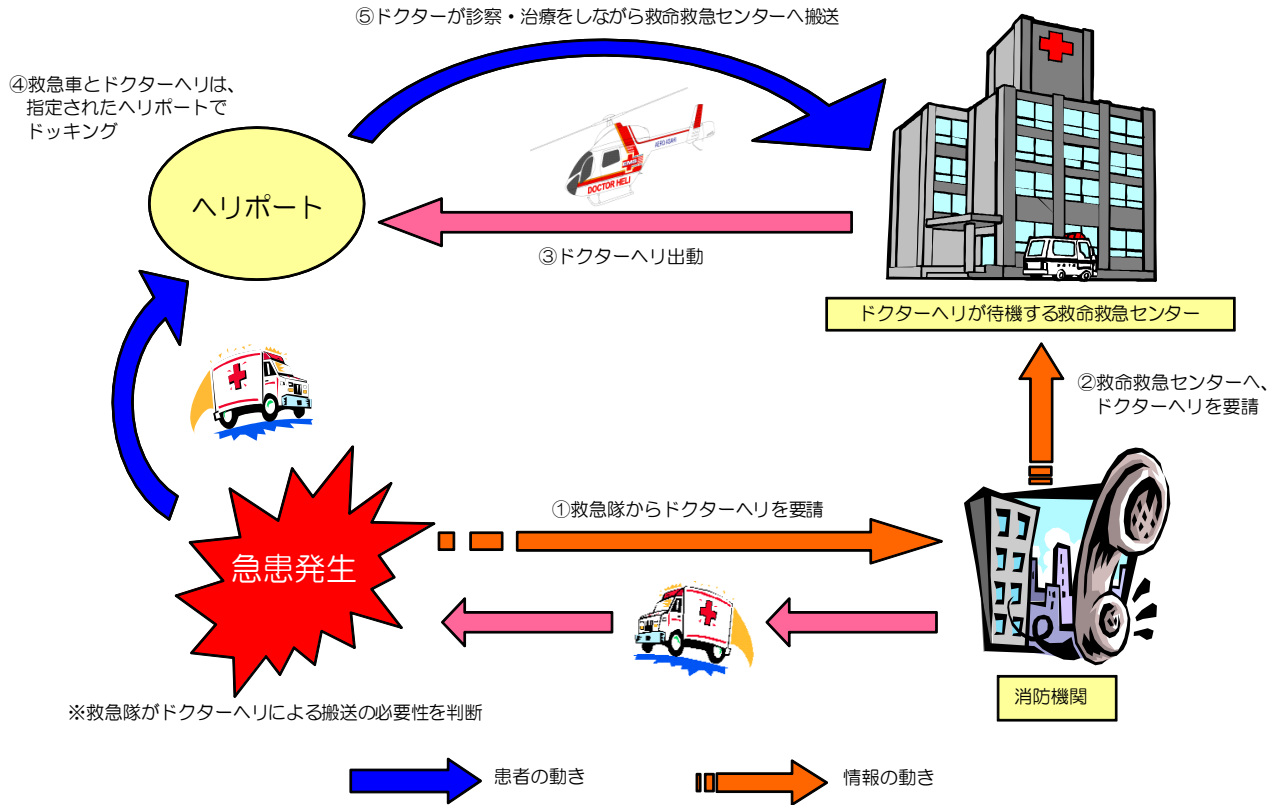 ⑤ドクターが診察・治療をしながら救命救急センターへ搬送
④救急車とドクターヘリは、
指定されたヘリポートで
ドッキング
ヘリポート
DOCTOR HELI
AERO ASAHI
③ドクターヘリ出動
ドクターヘリが待機する救命救急センター
②救命救急センターへ、
ドクターヘリを要請
①救急隊からドクターヘリを要請
急患発生
消防機関
※救急隊がドクターヘリによる搬送の必要性を判断
患者の動き
情報の動き